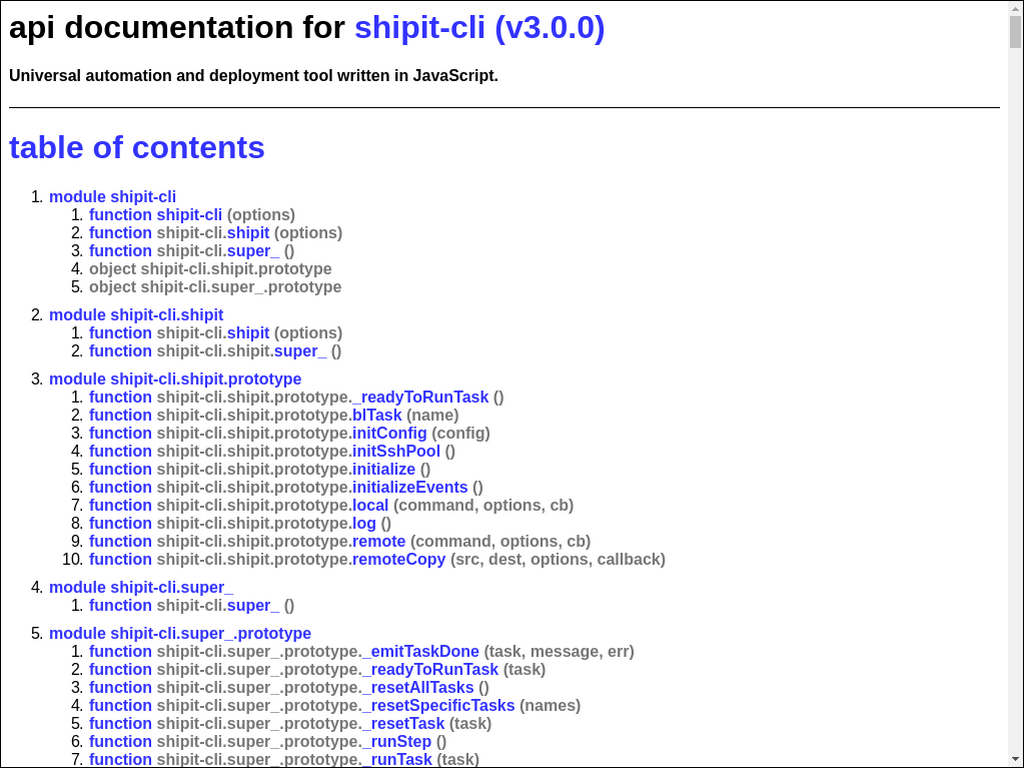 api documentation for shipit-cli (v3.0.0)
Universal automation and deployment tool written in JavaScript.
table of contents
1. module shipit-cli
1. function shipit-cli (options)
2. function shipit-cli.shipit (options)
3. function shipit-cli.super_ ()
4. object shipit-cli.shipit.prototype
5. object shipit-cli.super_.prototype
2. module shipit-cli.shipit
1. function shipit-cli.shipit (options)
2. function shipit-cli.shipit.super_ ()
3. module shipit-cli.shipit.prototype
1. function shipit-cli.shipit.prototype._readyToRunTask ()
2. function shipit-cli.shipit.prototype.blTask (name)
3. function shipit-cli.shipit.prototype.initConfig (config)
4. function shipit-cli.shipit.prototype.initSshPool ()
5. function shipit-cli.shipit.prototype.initialize ()
6. function shipit-cli.shipit.prototype.initializeEvents ()
7. function shipit-cli.shipit.prototype.local (command, options, cb)
8. function shipit-cli.shipit.prototype.log ()
9. function shipit-cli.shipit.prototype.remote (command, options, cb)
10. function shipit-cli.shipit.prototype.remoteCopy (src, dest, options, callback)
4. module shipit-cli.super_
1. function shipit-cli.super_ ()
5. module shipit-cli.super_.prototype
1. function shipit-cli.super_.prototype._emitTaskDone (task, message, err)
2. function shipit-cli.super_.prototype._readyToRunTask (task)
3. function shipit-cli.super_.prototype._resetAllTasks ()
4. function shipit-cli.super_.prototype._resetSpecificTasks (names)
5. function shipit-cli.super_.prototype._resetTask (task)
6. function shipit-cli.super_.prototype._runStep ()
7. function shipit-cli.super_.prototype._runTask (task)